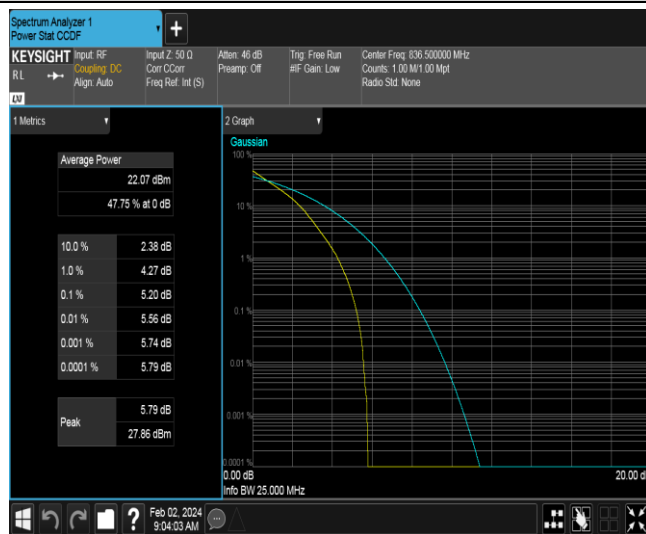 Spectrum Analyzer 1
Power Stat CCDF
+
KEYSIGHT
RL
LXI
Input: RF
Coupling: DC
Align: Auto
Input Z: 50 Ω
Corr CCorr
Freq Ref: Int (S)
Atten: 46 dB
Preamp: Off
Trig: Free Run
#IF Gain: Low
Center Freq: 836.500000 MHz
Counts: 1.00 M/1.00 Mpt
Radio Std: None
1 Metrics
Average Power
22.07 dBm
47.75 % at 0 dB
10.0 % 2.38 dB
1.0 % 4.27 dB
0.1 % 5.20 dB
0.01 % 5.56 dB
0.001 % 5.74 dB
0.0001 % 5.79 dB
Peak
5.79 dB
27.86 dBm
2 Graph
Gaussian
100 %
10 %
1 %
0.1 %
0.01 %
0.001 %
0.0001 %
0.00 dB
20.00 d
Info BW 25.000 MHz
?
Feb 02, 2024
9:04:03 AM